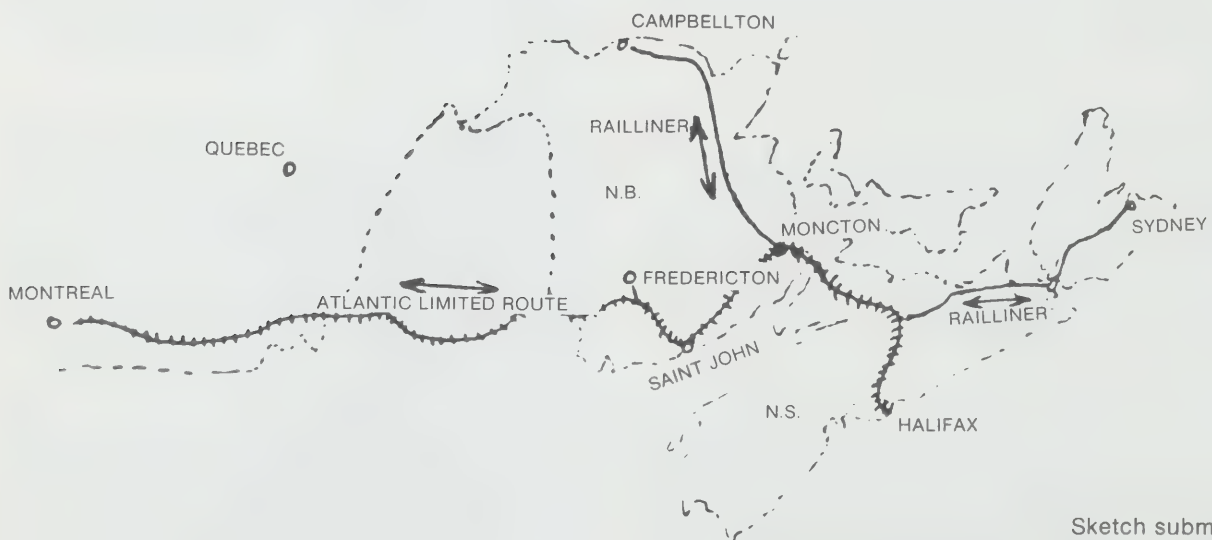 CAMPBELLTON
RAILLINER
QUEBEC
N.B.
MONCTON
SYDNEY
FREDERICTON
MONTREAL
ATLANTIC LIMITED ROUTE
RAILLINER
SAINT JOHN
N.S.
HALIFAX
Sketch subm